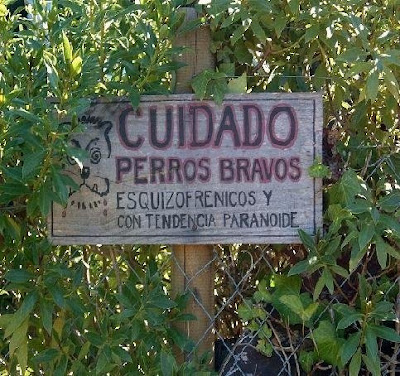 CUIDADO
PERROS BRAVOS
ESQUIZOFRENICOS Y
CON TENDENCIA PARANOIDE